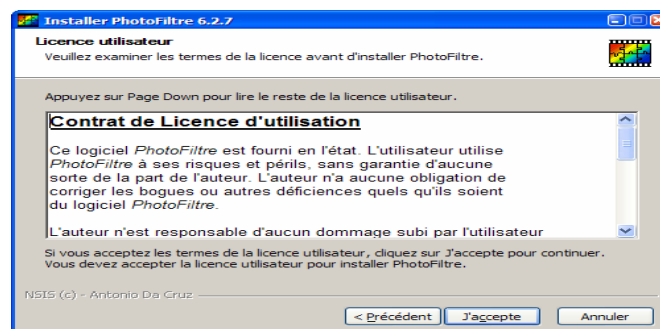 Installer PhotoFiltre 6.2.7
Licence utilisateur
Veuillez examiner les termes de la licence avant d'installer PhotoFiltre.
Appuyez sur Page Down pour lire le reste de la licence utilisateur.
Contrat de Licence d'utilisation
Ce logiciel PhotoFiltre est fourni en l'état. L'utilisateur utilise
PhotoFiltre à ses risques et périls, sans garantie d'aucune
sorte de la part de l'auteur. L'auteur n'a aucune obligation de
corriger les bogues ou autres déficiences quels qu'ils soient
du logiciel PhotoFiltre.
L'auteur n'est responsable d'aucun dommage subi par l'utilisateur
Si vous acceptez les termes de la licence utilisateur, cliquez sur J'accepte pour continuer.
Vous devez accepter la licence utilisateur pour installer PhotoFiltre.
NSIS (c) - Antonio Da Cruz
< Précédent J'accepte Annuler